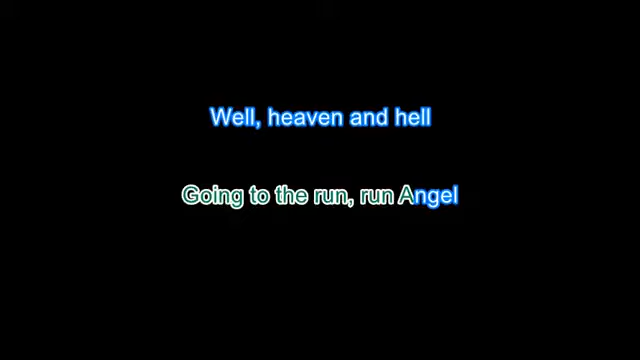 Well, heaven and hell
Going to the run, run Angel